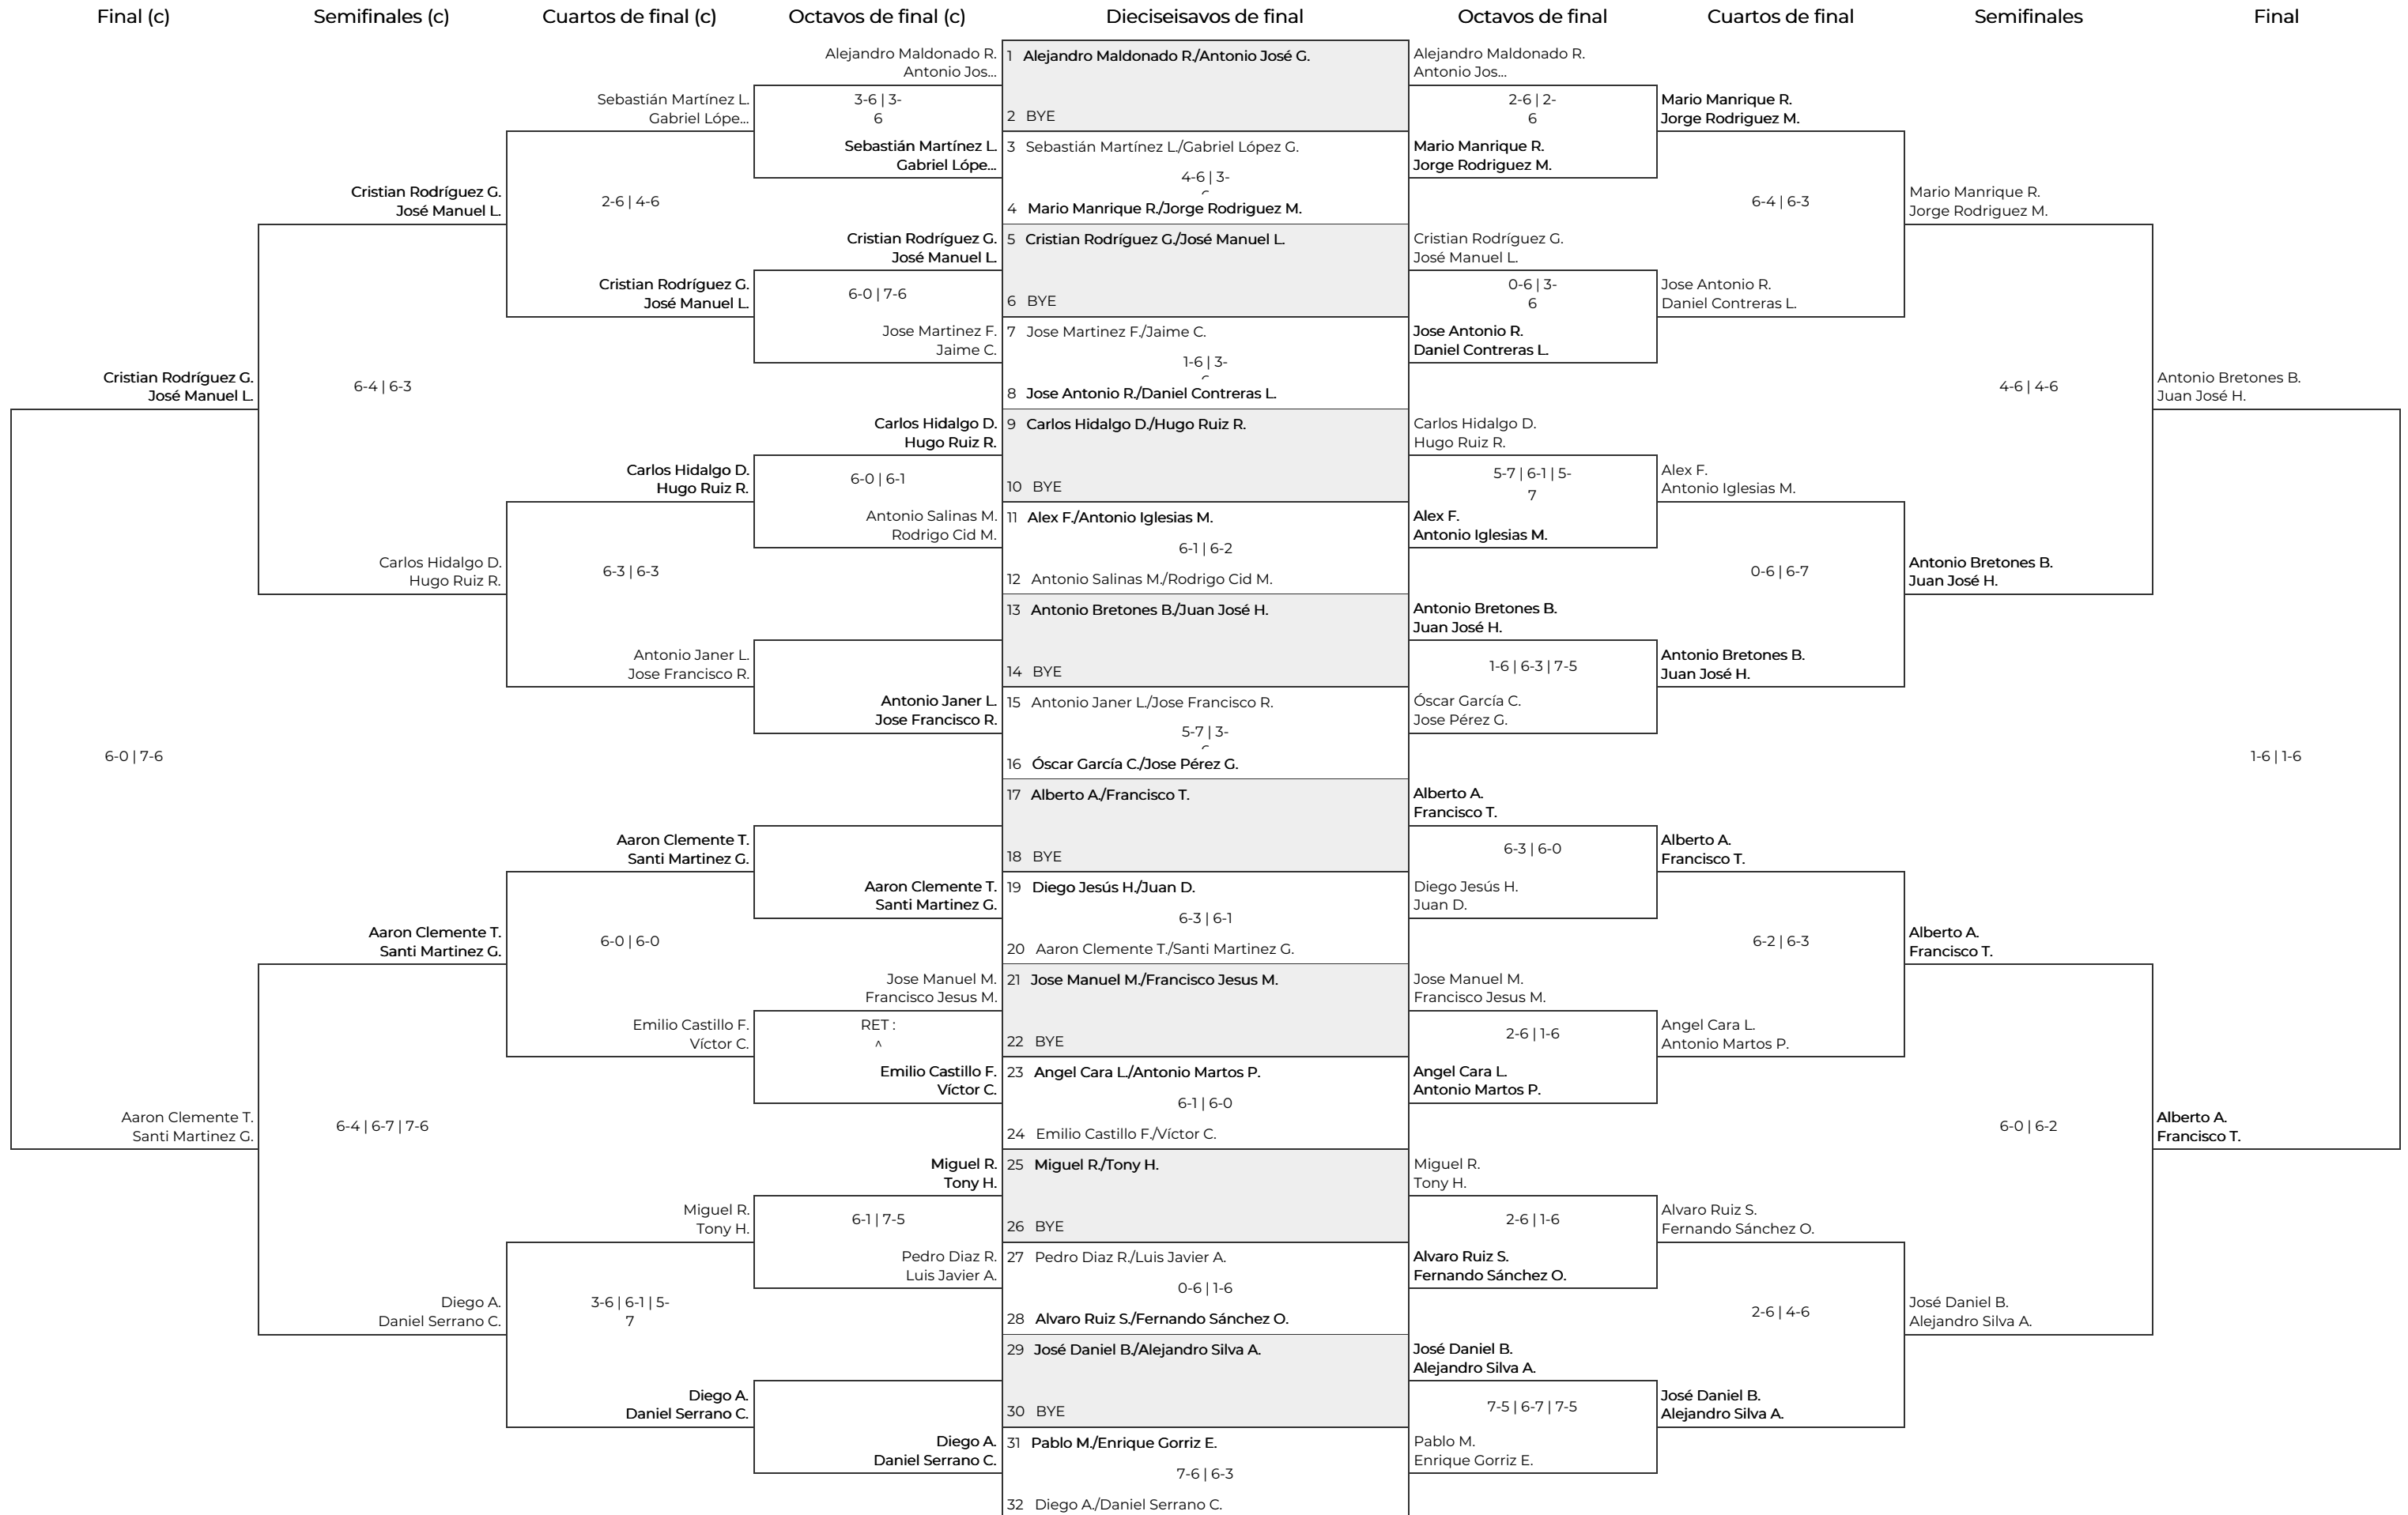 Final (c)
Semifinales (c)
Cuartos de final (c)
Octavos de final (c)
Dieciseisavos de final
Octavos de final
Cuartos de final
Semifinales
Final
Cristian Rodríguez G.
José Manuel L.
6-0 | 7-6
Aaron Clemente T.
Santi Martinez G.
Cristian Rodríguez G.
José Manuel L.
6-4 | 6-3
Carlos Hidalgo D.
Hugo Ruiz R.
Aaron Clemente T.
Santi Martinez G.
6-4 | 6-7 | 7-6
Diego A.
Daniel Serrano C.
Sebastián Martínez L.
Gabriel Lópe...
2-6 | 4-6
Cristian Rodríguez G.
José Manuel L.
Carlos Hidalgo D.
Hugo Ruiz R.
6-3 | 6-3
Antonio Janer L.
Jose Francisco R.
Aaron Clemente T.
Santi Martinez G.
6-0 | 6-0
Emilio Castillo F.
Víctor C.
Miguel R.
Tony H.
3-6 | 6-1 | 5-
7
Diego A.
Daniel Serrano C.
Alejandro Maldonado R.
Antonio Jos...
3-6 | 3-
6
Sebastián Martínez L.
Gabriel Lópe...
Cristian Rodríguez G.
José Manuel L.
6-0 | 7-6
Jose Martinez F.
Jaime C.
Carlos Hidalgo D.
Hugo Ruiz R.
6-0 | 6-1
Antonio Salinas M.
Rodrigo Cid M.
Antonio Janer L.
Jose Francisco R.
Aaron Clemente T.
Santi Martinez G.
Jose Manuel M.
Francisco Jesus M.
RET :
^
Emilio Castillo F.
Víctor C.
Miguel R.
Tony H.
6-1 | 7-5
Pedro Diaz R.
Luis Javier A.
Diego A.
Daniel Serrano C.
1 Alejandro Maldonado R./Antonio José G.
2 BYE
3 Sebastián Martínez L./Gabriel López G.
4-6 | 3-
4 Mario Manrique R./Jorge Rodriguez M.
5 Cristian Rodríguez G./José Manuel L.
6 BYE
7 Jose Martinez F./Jaime C.
1-6 | 3-
8 Jose Antonio R./Daniel Contreras L.
9 Carlos Hidalgo D./Hugo Ruiz R.
10 BYE
11 Alex F./Antonio Iglesias M.
6-1 | 6-2
12 Antonio Salinas M./Rodrigo Cid M.
13 Antonio Bretones B./Juan José H.
14 BYE
15 Antonio Janer L./Jose Francisco R.
5-7 | 3-
16 Óscar García C./Jose Pérez G.
17 Alberto A./Francisco T.
18 BYE
19 Diego Jesús H./Juan D.
6-3 | 6-1
20 Aaron Clemente T./Santi Martinez G.
21 Jose Manuel M./Francisco Jesus M.
22 BYE
23 Angel Cara L./Antonio Martos P.
6-1 | 6-0
24 Emilio Castillo F./Víctor C.
25 Miguel R./Tony H.
26 BYE
27 Pedro Diaz R./Luis Javier A.
0-6 | 1-6
28 Alvaro Ruiz S./Fernando Sánchez O.
29 José Daniel B./Alejandro Silva A.
30 BYE
31 Pablo M./Enrique Gorriz E.
7-6 | 6-3
32 Diego A./Daniel Serrano C.
Alejandro Maldonado R.
Antonio Jos...
2-6 | 2-
6
Mario Manrique R.
Jorge Rodriguez M.
Cristian Rodríguez G.
José Manuel L.
0-6 | 3-
6
Jose Antonio R.
Daniel Contreras L.
Carlos Hidalgo D.
Hugo Ruiz R.
5-7 | 6-1 | 5-
7
Alex F.
Antonio Iglesias M.
Antonio Bretones B.
Juan José H.
1-6 | 6-3 | 7-5
Óscar García C.
Jose Pérez G.
Alberto A.
Francisco T.
6-3 | 6-0
Diego Jesús H.
Juan D.
Jose Manuel M.
Francisco Jesus M.
2-6 | 1-6
Angel Cara L.
Antonio Martos P.
Miguel R.
Tony H.
2-6 | 1-6
Alvaro Ruiz S.
Fernando Sánchez O.
José Daniel B.
Alejandro Silva A.
7-5 | 6-7 | 7-5
Pablo M.
Enrique Gorriz E.
Mario Manrique R.
Jorge Rodriguez M.
6-4 | 6-3
Jose Antonio R.
Daniel Contreras L.
Alex F.
Antonio Iglesias M.
0-6 | 6-7
Antonio Bretones B.
Juan José H.
Alberto A.
Francisco T.
6-2 | 6-3
Angel Cara L.
Antonio Martos P.
Alvaro Ruiz S.
Fernando Sánchez O.
2-6 | 4-6
José Daniel B.
Alejandro Silva A.
Mario Manrique R.
Jorge Rodriguez M.
4-6 | 4-6
Antonio Bretones B.
Juan José H.
Alberto A.
Francisco T.
6-0 | 6-2
José Daniel B.
Alejandro Silva A.
Antonio Bretones B.
Juan José H.
1-6 | 1-6
Alberto A.
Francisco T.